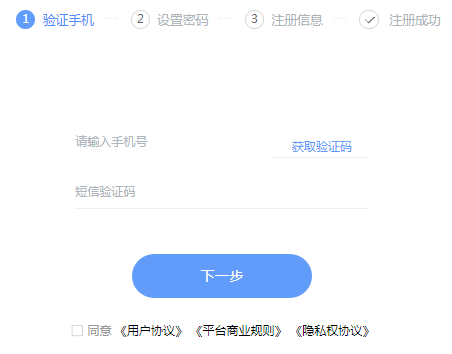 1 验证手机 2 设置密码 3 注册信息 注册成功
请输入手机号 获取验证码
短信验证码
下一步
同意 《用户协议》 《平台商业规则》 《隐私权协议》